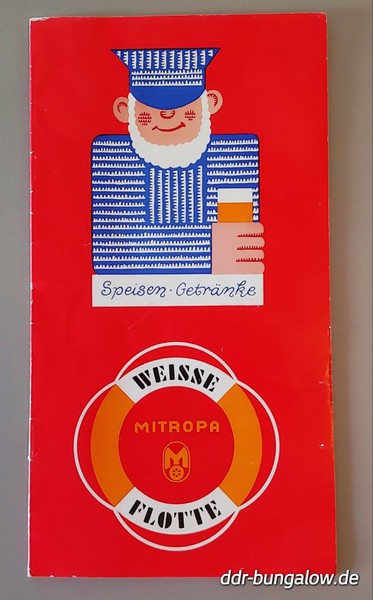 Speisen · Getränke
WEISSE
MITROPA
M
FLOTTE
ddr-bungalow.de